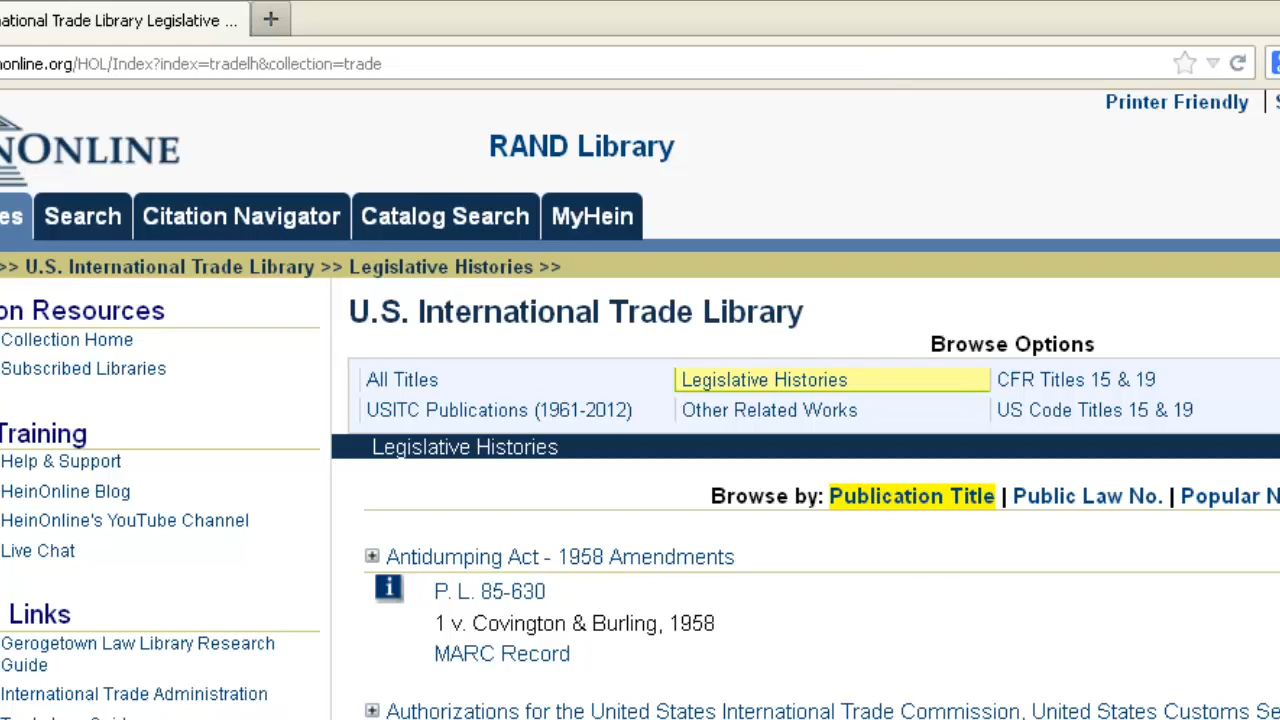 national Trade Library Legislative ...
nonline.org/HOL/Index?index=tradelh&collection=trade
Printer Friendly
NONLINE
RAND Library
es Search Citation Navigator Catalog Search MyHein
>> U.S. International Trade Library >> Legislative Histories >>
on Resources
Collection Home
Subscribed Libraries
Training
Help & Support
HeinOnline Blog
HeinOnline's YouTube Channel
Live Chat
Links
Gerogetown Law Library Research
Guide
International Trade Administration
U.S. International Trade Library
Browse Options
All Titles Legislative Histories CFR Titles 15 & 19
USITC Publications (1961-2012) Other Related Works US Code Titles 15 & 19
Legislative Histories
Browse by: Publication Title | Public Law No. | Popular N
Antidumping Act - 1958 Amendments
P. L. 85-630
1 v. Covington & Burling, 1958
MARC Record
Authorizations for the United States International Trade Commission, United States Customs Se